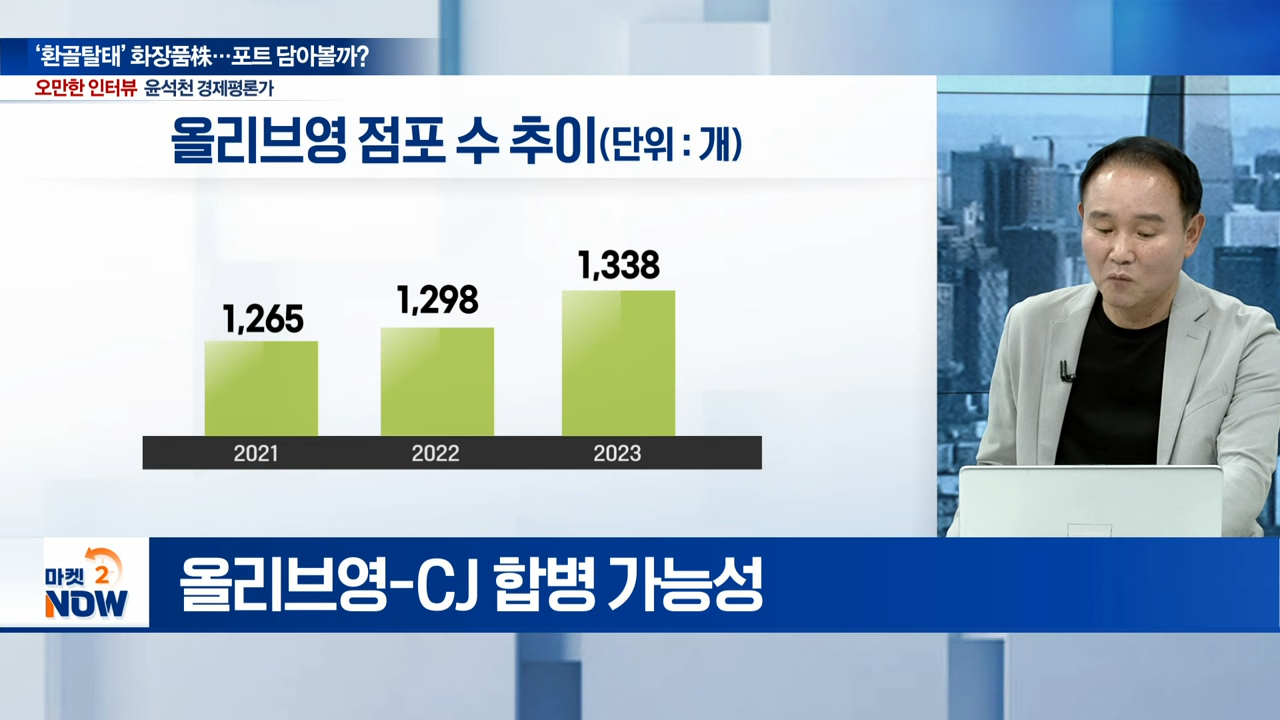 ‘환골탈태’ 화장품株…포트 담아볼까?
오만한 인터뷰 윤석천 경제평론가
올리브영 점포 수 추이(단위 : 개)
1,265
1,298
1,338
2021
2022
2023
마켓 2
NOW
올리브영-CJ 합병 가능성